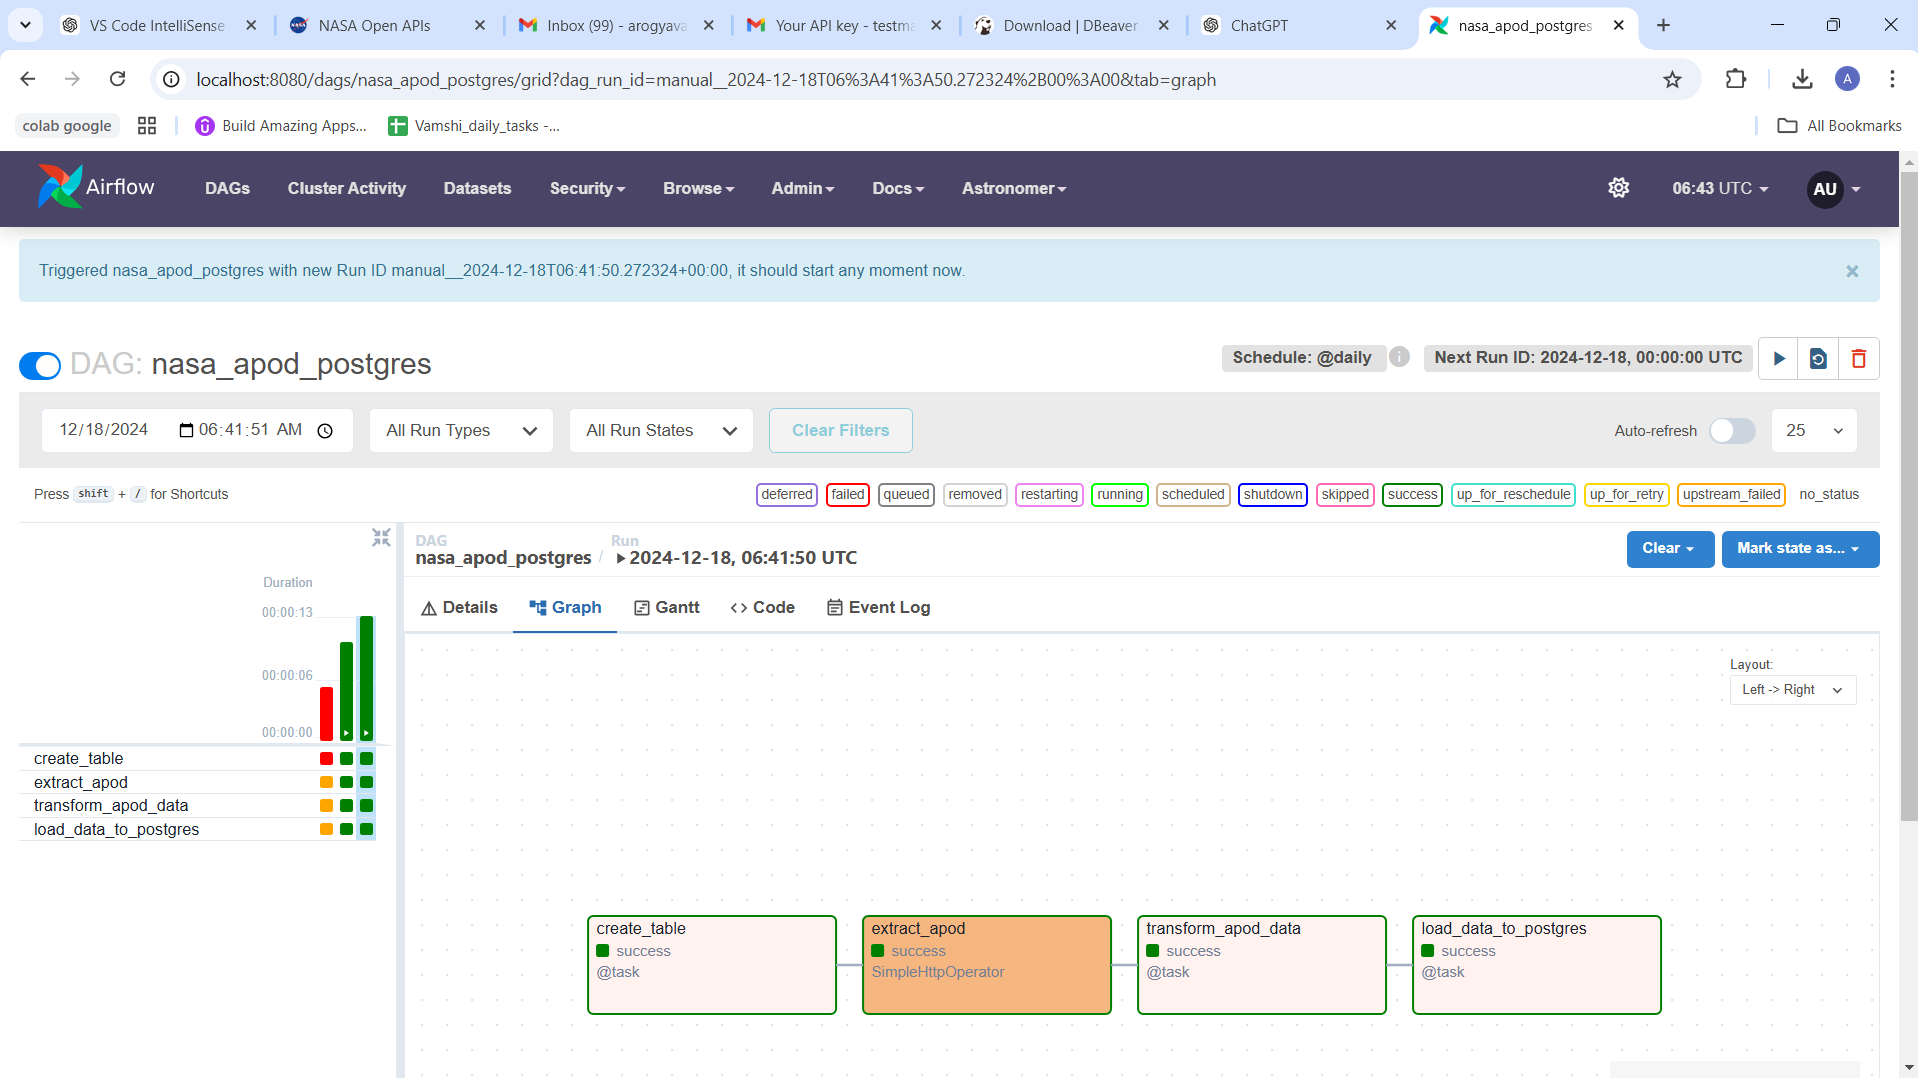 VS Code IntelliSense
NASA Open APIs
Inbox (99) - arogyava
Your API key - testma
Download | DBeaver
ChatGPT
nasa_apod_postgres
localhost:8080/dags/nasa_apod_postgres/grid?dag_run_id=manual__2024-12-18T06%3A41%3A50.272324%2B00%3A00&tab=graph
A
colab google
Build Amazing Apps...
Vamshi_daily_tasks -...
All Bookmarks
Airflow
DAGs
Cluster Activity
Datasets
Security
Browse
Admin
Docs
Astronomer
06:43 UTC
AU
Triggered nasa_apod_postgres with new Run ID manual__2024-12-18T06:41:50.272324+00:00, it should start any moment now.
DAG: nasa_apod_postgres
Schedule: @daily
Next Run ID: 2024-12-18, 00:00:00 UTC
12/18/2024 06:41:51 AM
All Run Types
All Run States
Clear Filters
Auto-refresh
25
Press shift + / for Shortcuts
deferred
failed
queued
removed
restarting
running
scheduled
shutdown
skipped
success
up_for_reschedule
up_for_retry
upstream_failed
no_status
DAG
nasa_apod_postgres
/
Run
2024-12-18, 06:41:50 UTC
Clear
Mark state as...
Duration
00:00:13
00:00:06
00:00:00
create_table
extract_apod
transform_apod_data
load_data_to_postgres
Details
Graph
Gantt
Code
Event Log
Layout:
Left -> Right
create_table
success
@task
extract_apod
success
SimpleHttpOperator
transform_apod_data
success
@task
load_data_to_postgres
success
@task